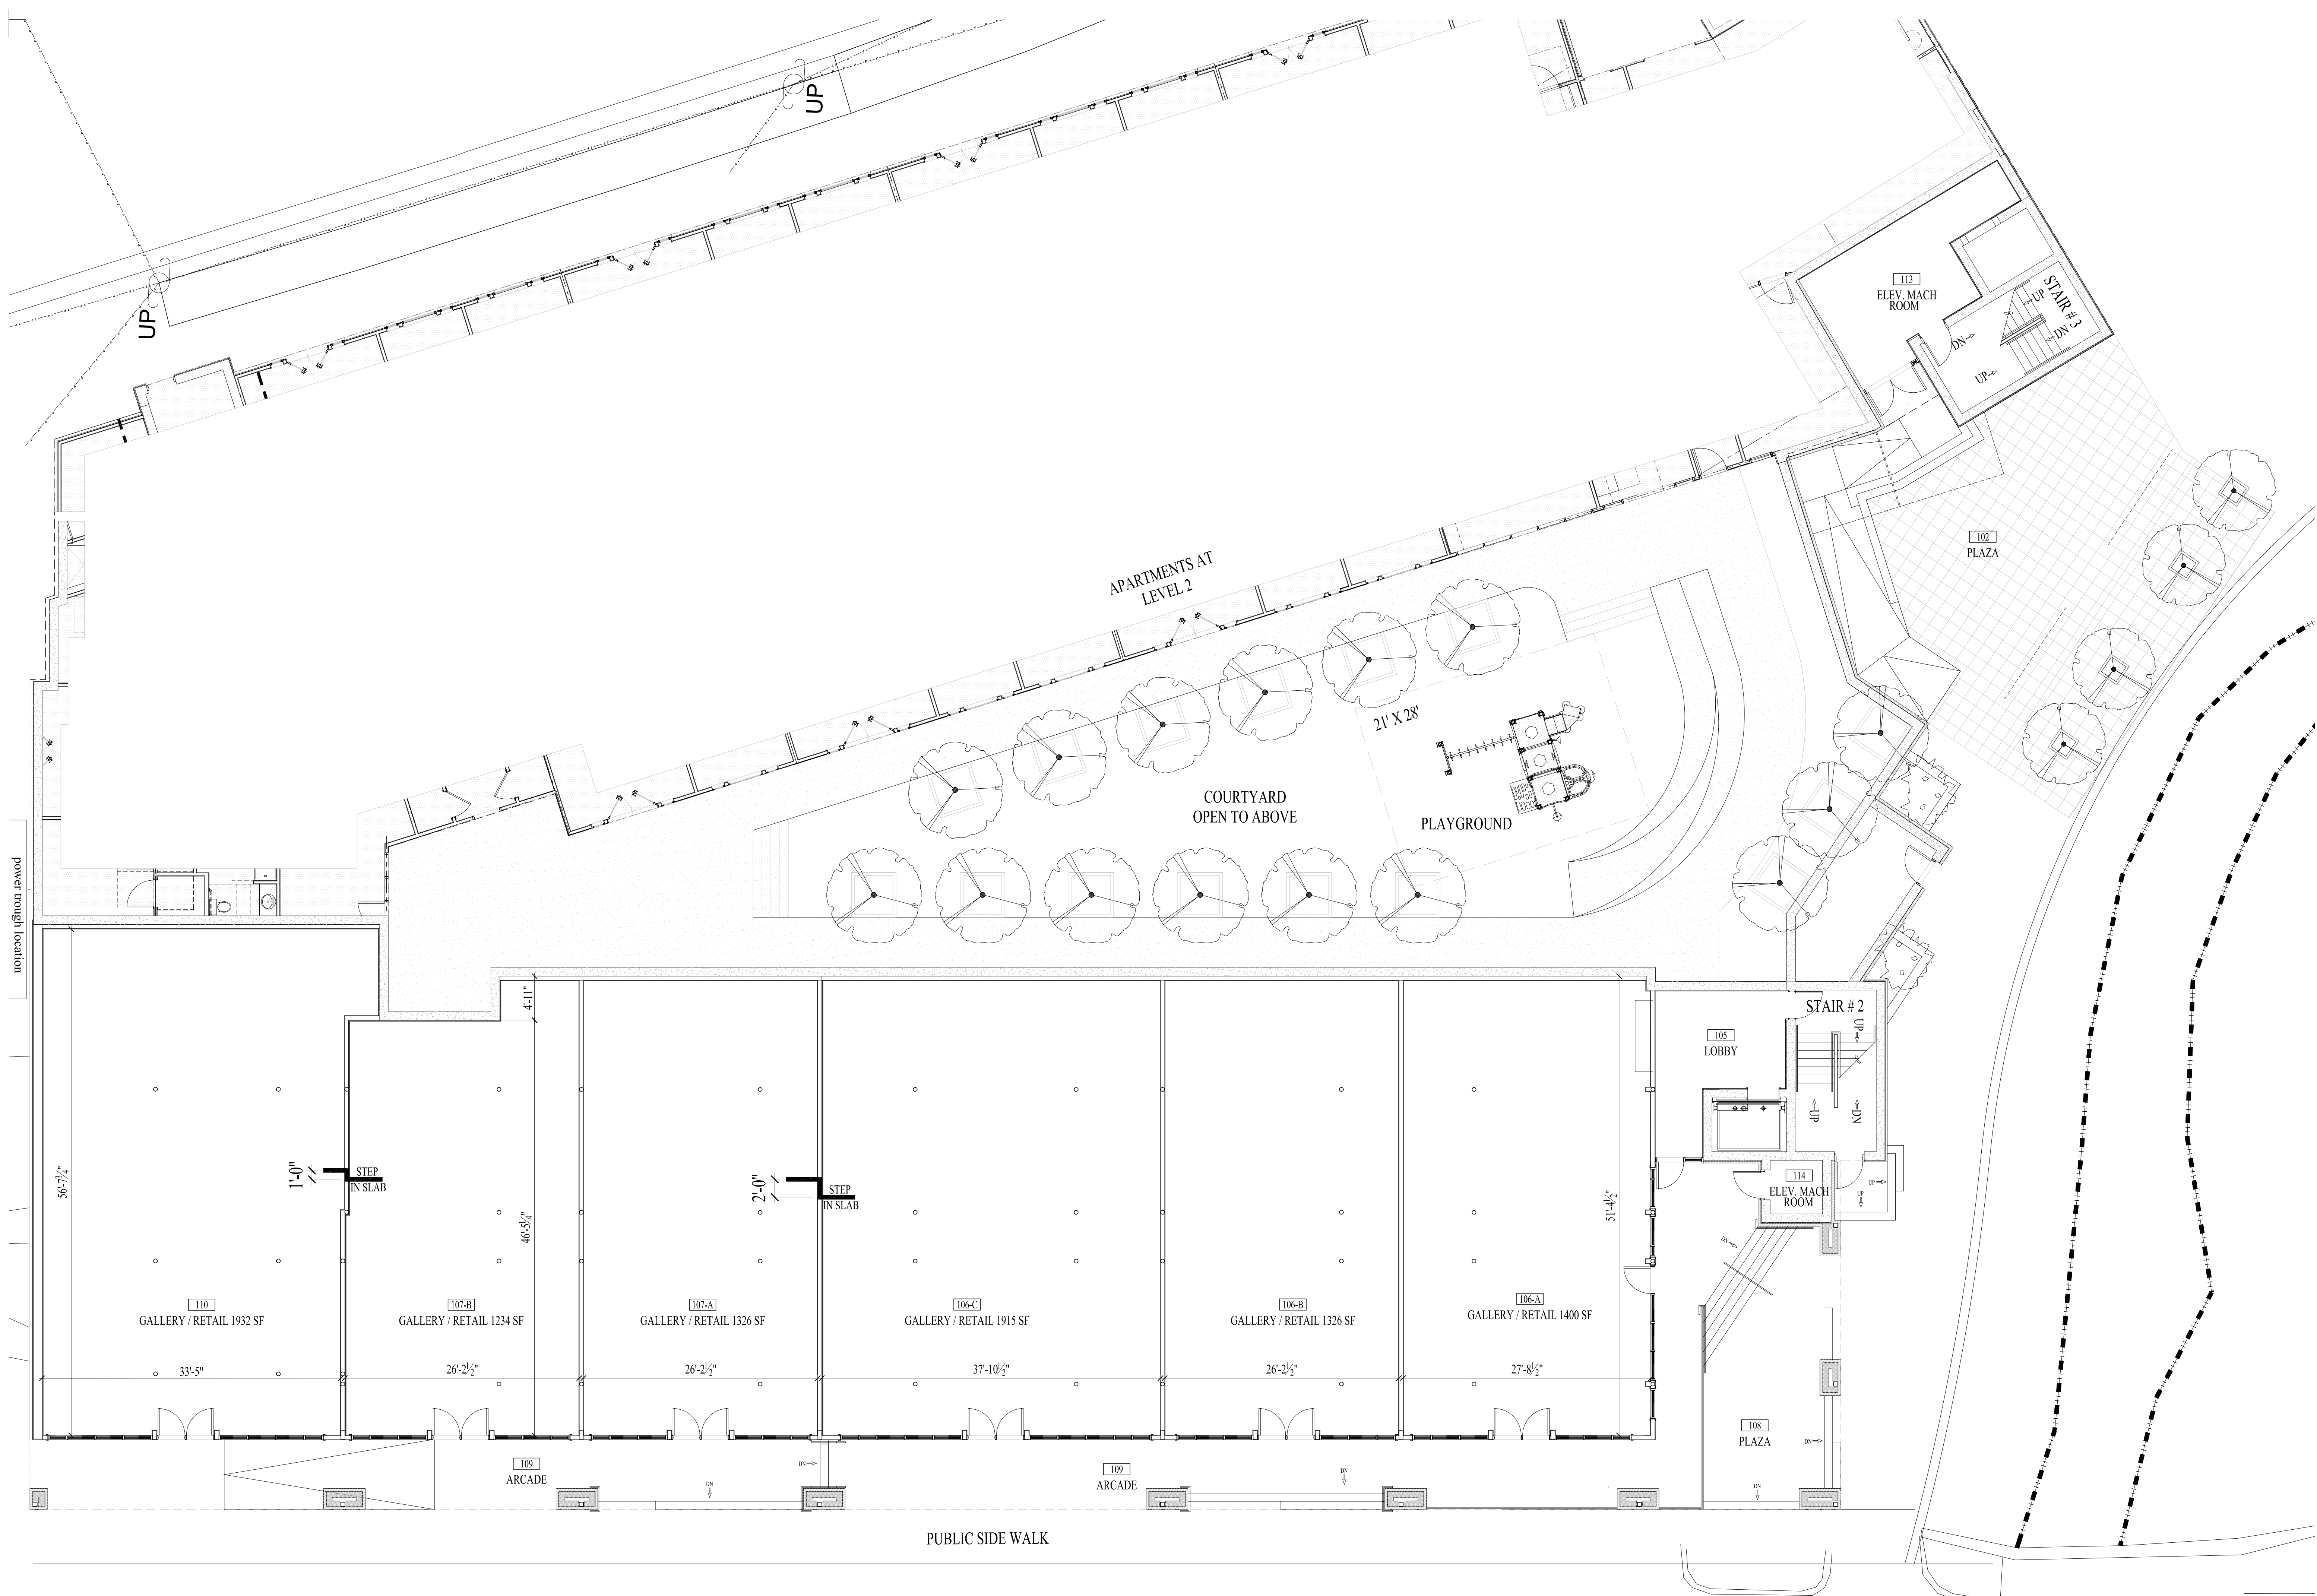 UP
UP
113
ELEV. MACH
ROOM
STAIR # 3
UP
DN
DN
UP
102
PLAZA
APARTMENTS AT
LEVEL 2
21' X 28'
COURTYARD
OPEN TO ABOVE
PLAYGROUND
power trough location
4'-11"
STAIR # 2
UP
105
LOBBY
UP
DN
56'-7¾"
1'-0"
STEP
IN SLAB
2'-0"
STEP
IN SLAB
46'-5¼"
51'-4½"
114
ELEV. MACH
ROOM
UP
UP
DN
110
GALLERY / RETAIL 1932 SF
107-B
GALLERY / RETAIL 1234 SF
107-A
GALLERY / RETAIL 1326 SF
106-C
GALLERY / RETAIL 1915 SF
106-B
GALLERY / RETAIL 1326 SF
106-A
GALLERY / RETAIL 1400 SF
33'-5"
26'-2½"
26'-2½"
37'-10½"
26'-2½"
27'-8½"
108
PLAZA
DN
109
ARCADE
DN
DN
109
ARCADE
DN
DN
PUBLIC SIDE WALK